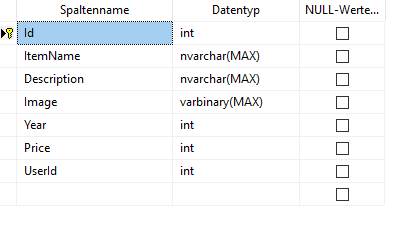 Spaltenname Datentyp NULL-Werte...
Id int
ItemName nvarchar(MAX)
Description nvarchar(MAX)
Image varbinary(MAX)
Year int
Price int
UserId int